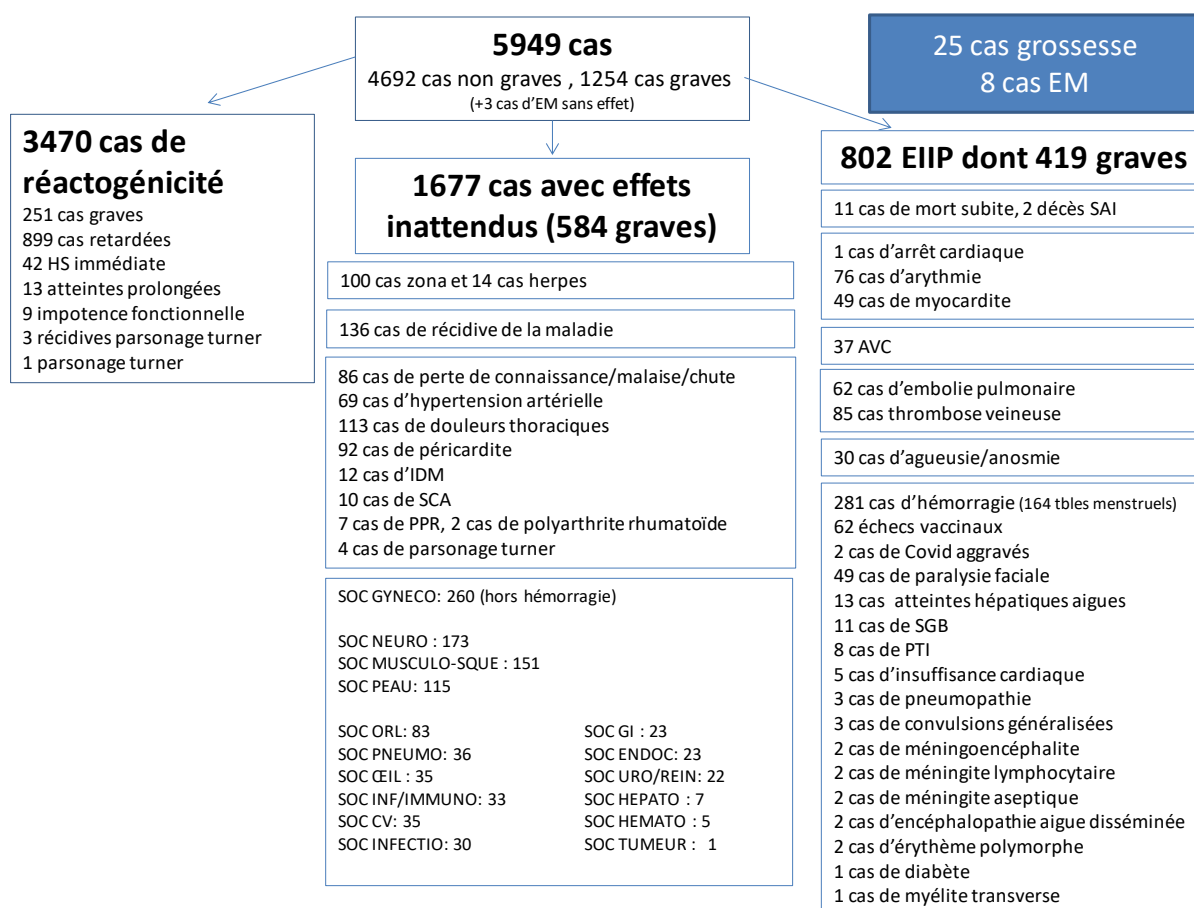 5949 cas
4692 cas non graves , 1254 cas graves
(+3 cas d'EM sans effet)
25 cas grossesse
8 cas EM
3470 cas de
réactogénicité
251 cas graves
899 cas retardées
42 HS immédiate
13 atteintes prolongées
9 impotence fonctionnelle
3 récidives parsonage turner
1 parsonage turner
1677 cas avec effets
inattendus (584 graves)
100 cas zona et 14 cas herpes
136 cas de récidive de la maladie
86 cas de perte de connaissance/malaise/chute
69 cas d'hypertension artérielle
113 cas de douleurs thoraciques
92 cas de péricardite
12 cas d'IDM
10 cas de SCA
7 cas de PPR, 2 cas de polyarthrite rhumatoïde
4 cas de parsonage turner
SOC GYNECO: 260 (hors hémorragie)
SOC NEURO : 173
SOC MUSCULO-SQUE : 151
SOC PEAU: 115
SOC ORL: 83
SOC PNEUMO: 36
SOC ŒIL : 35
SOC INF/IMMUNO: 33
SOC CV: 35
SOC INFECTIO: 30
SOC GI : 23
SOC ENDOC: 23
SOC URO/REIN: 22
SOC HEPATO : 7
SOC HEMATO : 5
SOC TUMEUR : 1
802 EIIP dont 419 graves
11 cas de mort subite, 2 décès SAI
1 cas d'arrêt cardiaque
76 cas d'arythmie
49 cas de myocardite
37 AVC
62 cas d'embolie pulmonaire
85 cas thrombose veineuse
30 cas d'agueusie/anosmie
281 cas d'hémorragie (164 tbles menstruels)
62 échecs vaccinaux
2 cas de Covid aggravés
49 cas de paralysie faciale
13 cas atteintes hépatiques aigues
11 cas de SGB
8 cas de PTI
5 cas d'insuffisance cardiaque
3 cas de pneumopathie
3 cas de convulsions généralisées
2 cas de méningoencéphalite
2 cas de méningite lymphocytaire
2 cas de méningite aseptique
2 cas d'encéphalopathie aigue disséminée
2 cas d'érythème polymorphe
1 cas de diabète
1 cas de myélite transverse